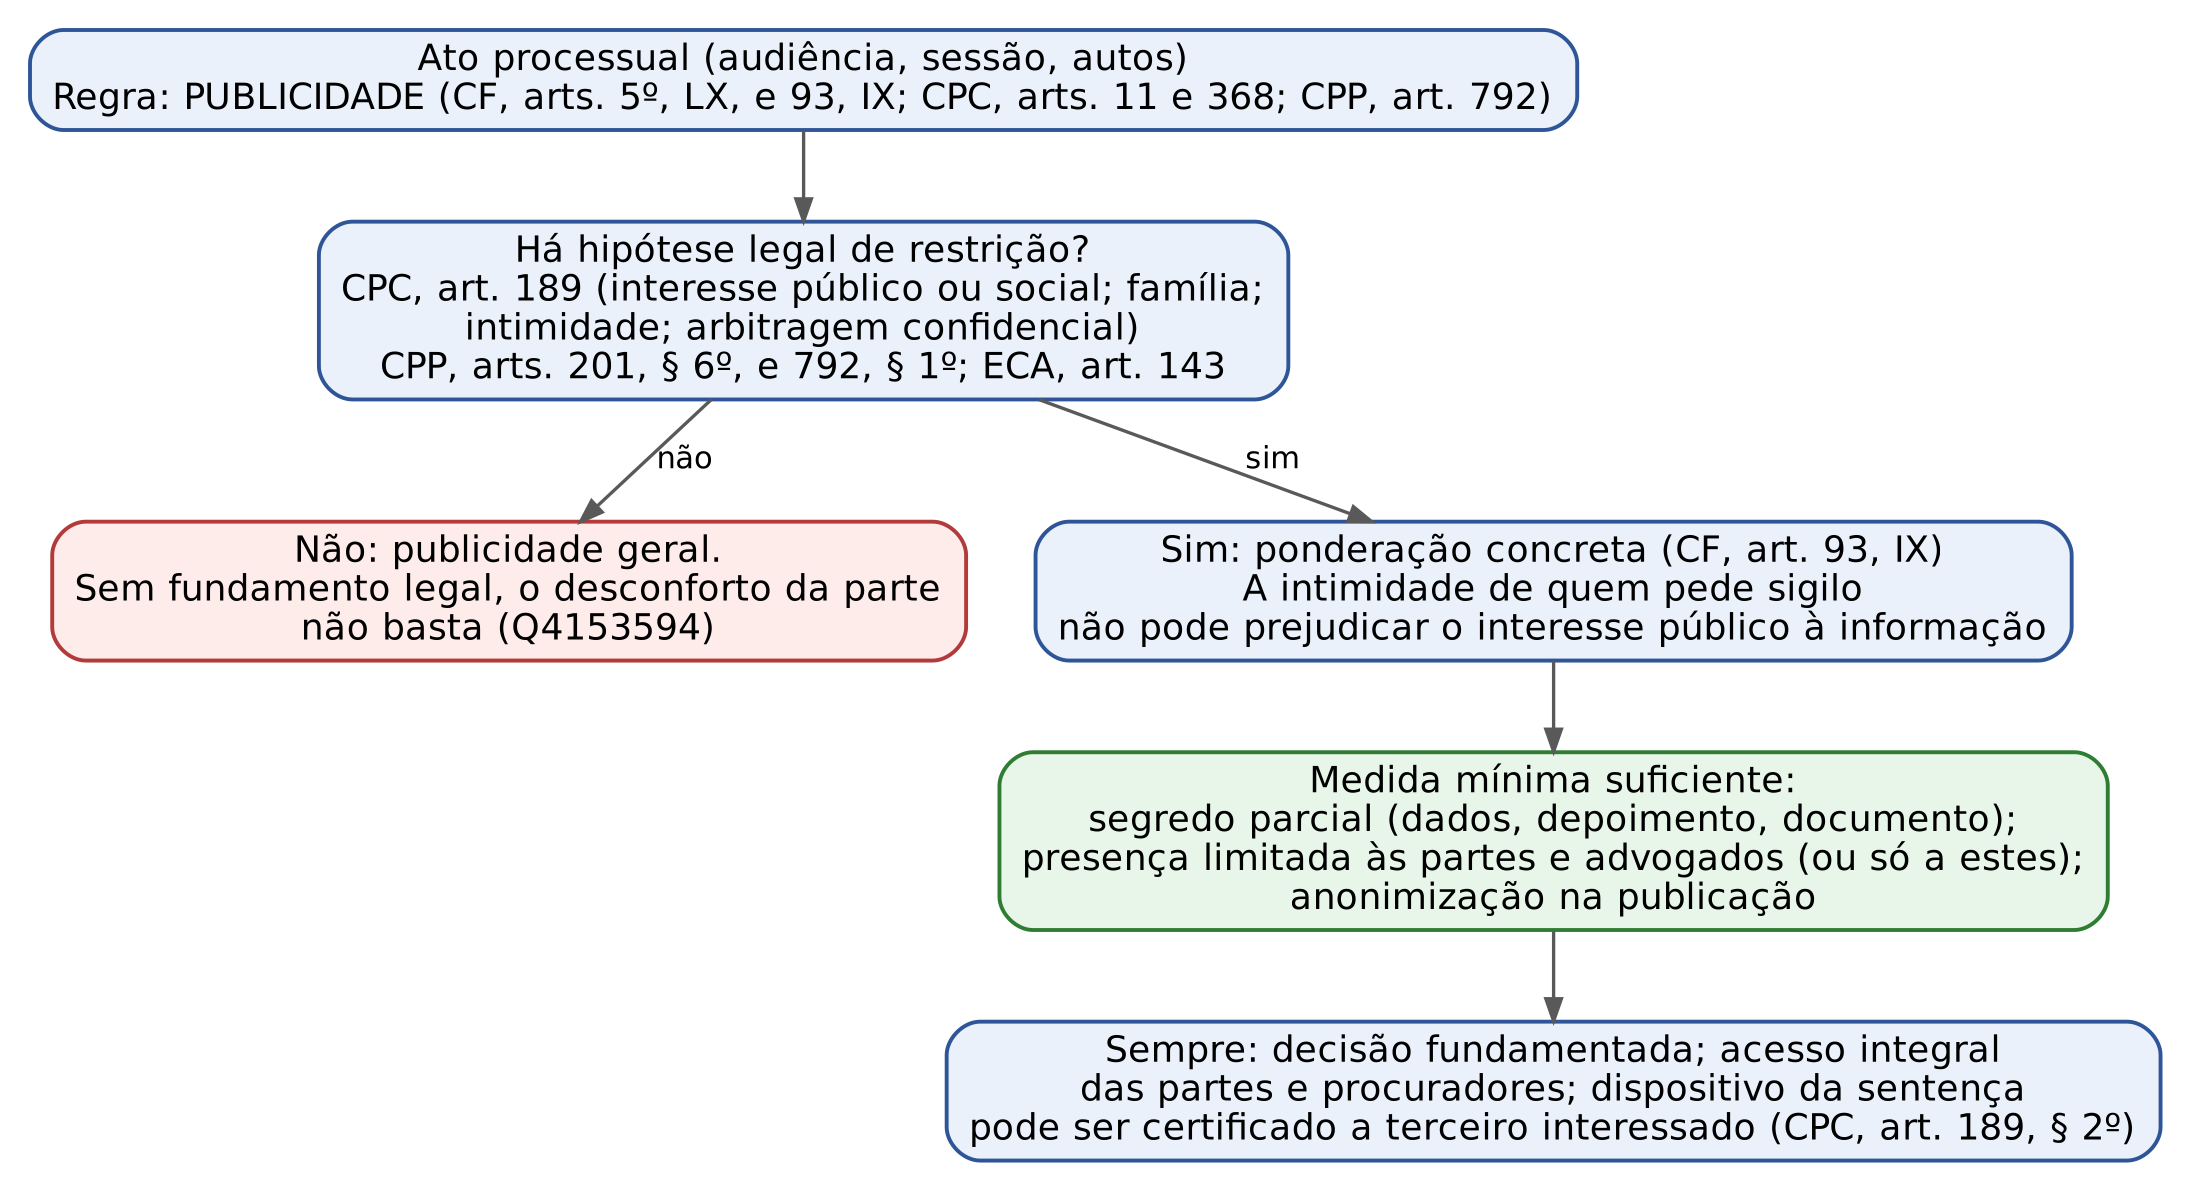 Ato processual (audiência, sessão, autos)
Regra: PUBLICIDADE (CF, arts. 5º, LX, e 93, IX; CPC, arts. 11 e 368; CPP, art. 792)
Há hipótese legal de restrição?
CPC, art. 189 (interesse público ou social; família;
intimidade; arbitragem confidencial)
CPP, arts. 201, § 6º, e 792, § 1º; ECA, art. 143
não
sim
Não: publicidade geral.
Sem fundamento legal, o desconforto da parte
não basta (Q4153594)
Sim: ponderação concreta (CF, art. 93, IX)
A intimidade de quem pede sigilo
não pode prejudicar o interesse público à informação
Medida mínima suficiente:
segredo parcial (dados, depoimento, documento);
presença limitada às partes e advogados (ou só a estes);
anonimização na publicação
Sempre: decisão fundamentada; acesso integral
das partes e procuradores; dispositivo da sentença
pode ser certificado a terceiro interessado (CPC, art. 189, § 2º)